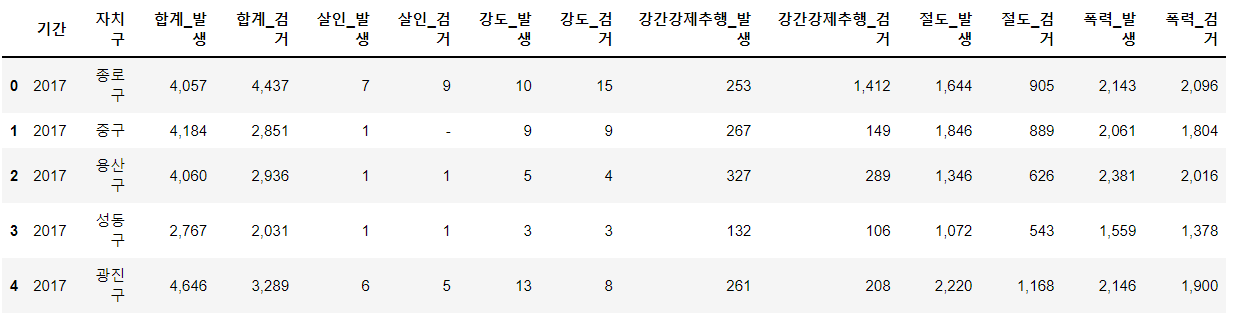 기간 자치구 합계_발생 합계_검거 살인_발생 살인_검거 강도_발생 강도_검거 강간강제추행_발생 강간강제추행_검거 절도_발생 절도_검거 폭력_발생 폭력_검거
0 2017 종로구 4,057 4,437 7 9 10 15 253 1,412 1,644 905 2,143 2,096
1 2017 중구 4,184 2,851 1 - 9 9 267 149 1,846 889 2,061 1,804
2 2017 용산구 4,060 2,936 1 1 5 4 327 289 1,346 626 2,381 2,016
3 2017 성동구 2,767 2,031 1 1 3 3 132 106 1,072 543 1,559 1,378
4 2017 광진구 4,646 3,289 6 5 13 8 261 208 2,220 1,168 2,146 1,900